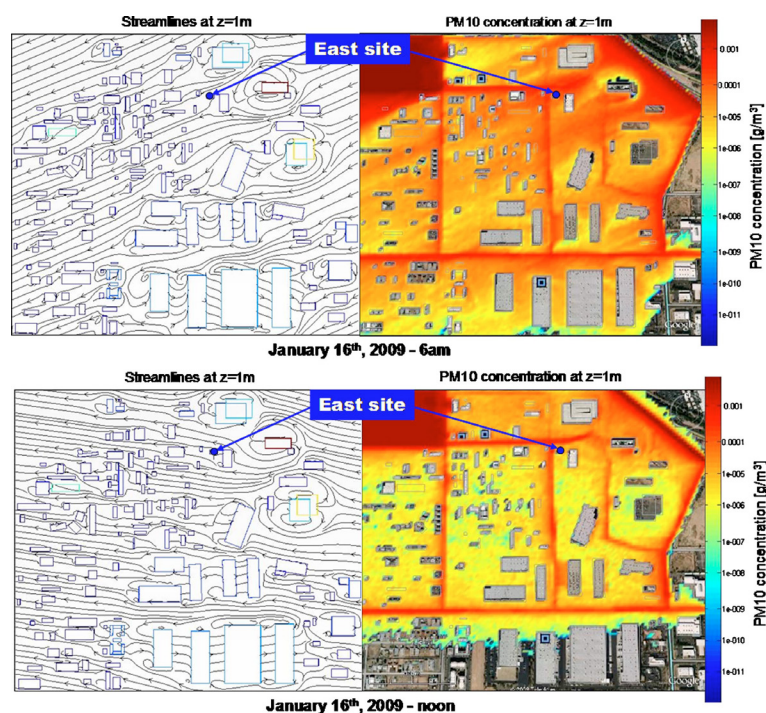 Streamlines at z=1m
PM10 concentration at z=1m
East site
0.001
0.0001
1e-005
1e-006
1e-007
1e-008
1e-009
1e-010
1e-011
PM10 concentration [g/m³]
Google
January 16th, 2009 - 6am
Streamlines at z=1m
PM10 concentration at z=1m
East site
0.001
0.0001
1e-005
1e-006
1e-007
1e-008
1e-009
1e-010
1e-011
PM10 concentration [g/m³]
Google
January 16th, 2009 - noon